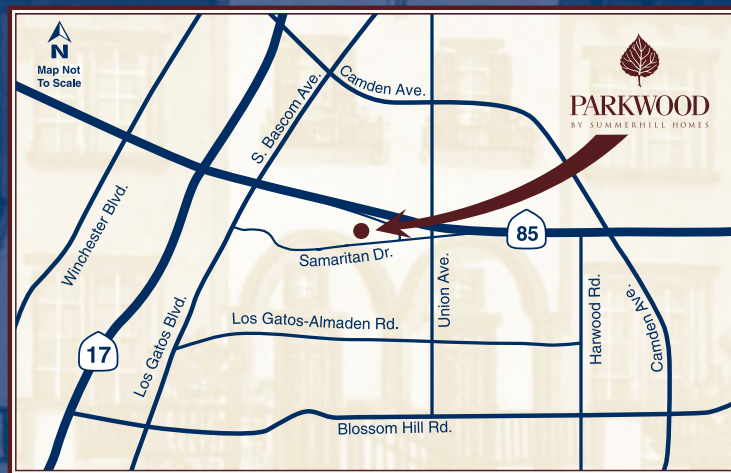 N
Map Not
To Scale
Camden Ave.
S. Bascom Ave.
PARKWOOD
BY SUMMERHILL HOMES
Winchester Blvd.
85
Samaritan Dr.
Union Ave.
Harwood Rd.
Camden Ave.
Los Gatos-Almaden Rd.
Los Gatos Blvd.
17
Blossom Hill Rd.